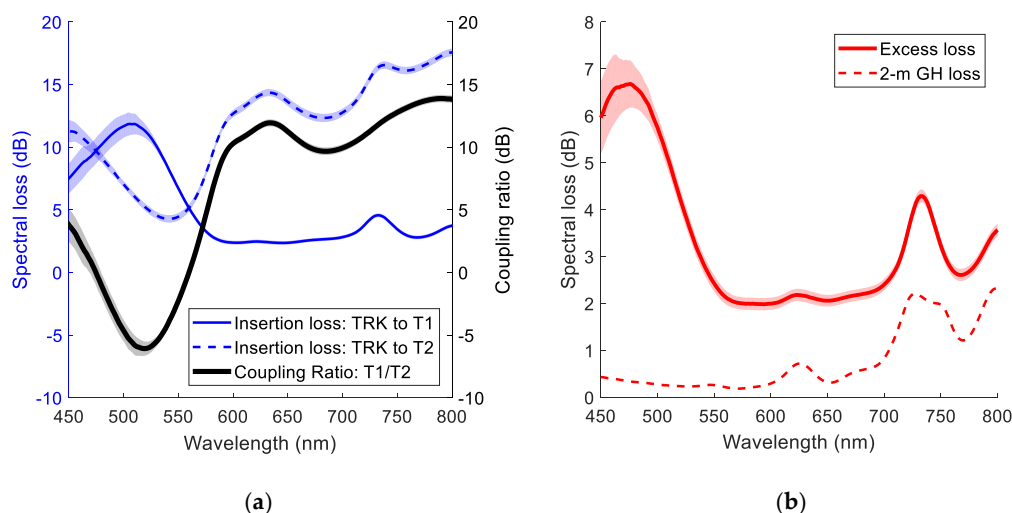 20
15
10
5
0
-5
-10
Spectral loss (dB)
20
15
10
5
0
-5
-10
Coupling ratio (dB)
Insertion loss: TRK to T1
Insertion loss: TRK to T2
Coupling Ratio: T1/T2
450 500 550 600 650 700 750 800
Wavelength (nm)
(a)
8
7
6
5
4
3
2
1
0
Spectral loss (dB)
Excess loss
2-m GH loss
450 500 550 600 650 700 750 800
Wavelength (nm)
(b)